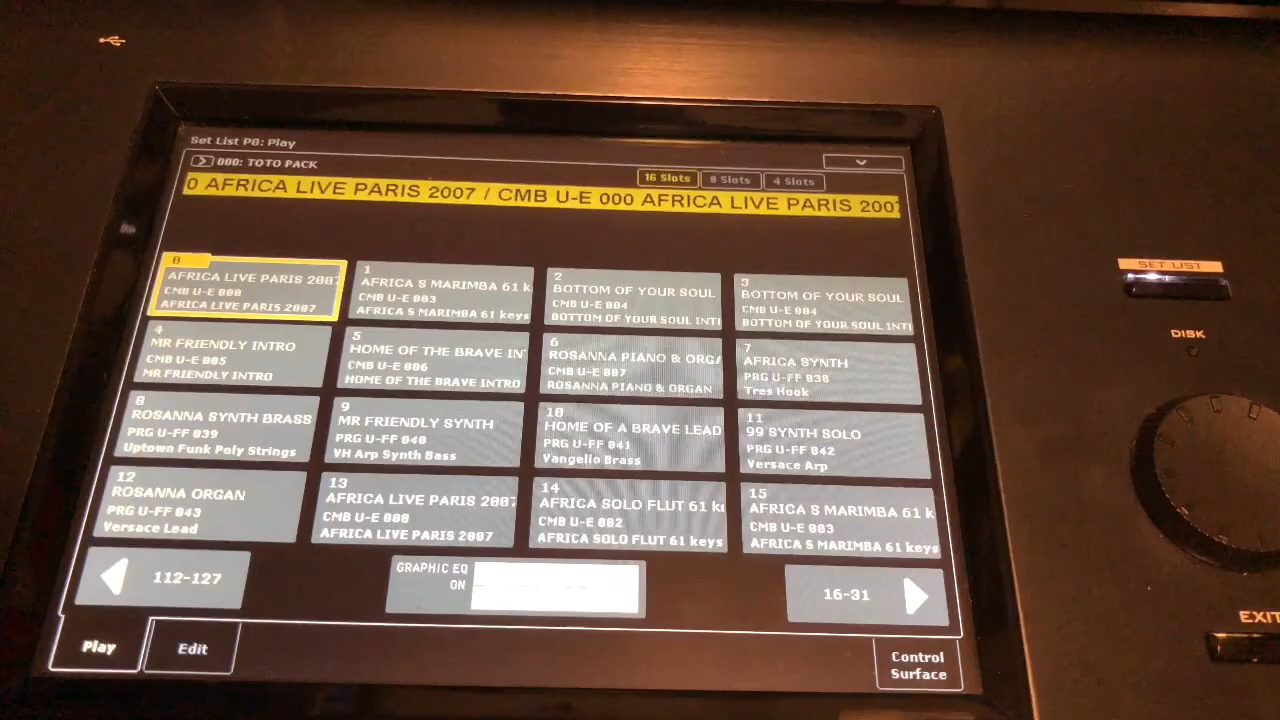 Set List P0: Play
000: TOTO PACK
16 Slots 8 Slots 4 Slots
0 AFRICA LIVE PARIS 2007 / CMB U-E 000 AFRICA LIVE PARIS 2007
0
AFRICA LIVE PARIS 2007
CMB U-E 000
AFRICA LIVE PARIS 2007
1
AFRICA S MARIMBA 61 k
CMB U-E 003
AFRICA S MARIMBA 61 keys
2
BOTTOM OF YOUR SOUL
CMB U-E 004
BOTTOM OF YOUR SOUL INTI
3
BOTTOM OF YOUR SOUL
CMB U-E 004
BOTTOM OF YOUR SOUL INTI
4
MR FRIENDLY INTRO
CMB U-E 005
MR FRIENDLY INTRO
5
HOME OF THE BRAVE IN
CMB U-E 006
HOME OF THE BRAVE INTRO
6
ROSANNA PIANO & ORGA
CMB U-E 007
ROSANNA PIANO & ORGAN
7
AFRICA SYNTH
PRG U-FF 038
Tres Hook
8
ROSANNA SYNTH BRASS
PRG U-FF 039
Uptown Funk Poly Strings
9
MR FRIENDLY SYNTH
PRG U-FF 040
VH Arp Synth Bass
10
HOME OF A BRAVE LEAD
PRG U-FF 041
Vangelio Brass
11
99 SYNTH SOLO
PRG U-FF 042
Versace Arp
12
ROSANNA ORGAN
PRG U-FF 043
Versace Lead
13
AFRICA LIVE PARIS 2007
CMB U-E 000
AFRICA LIVE PARIS 2007
14
AFRICA SOLO FLUT 61 k
CMB U-E 002
AFRICA SOLO FLUT 61 keys
15
AFRICA S MARIMBA 61 k
CMB U-E 003
AFRICA S MARIMBA 61 keys
112-127
GRAPHIC EQ
ON
16-31
Play
Edit
Control
Surface
SET LIST
DISK
EXIT